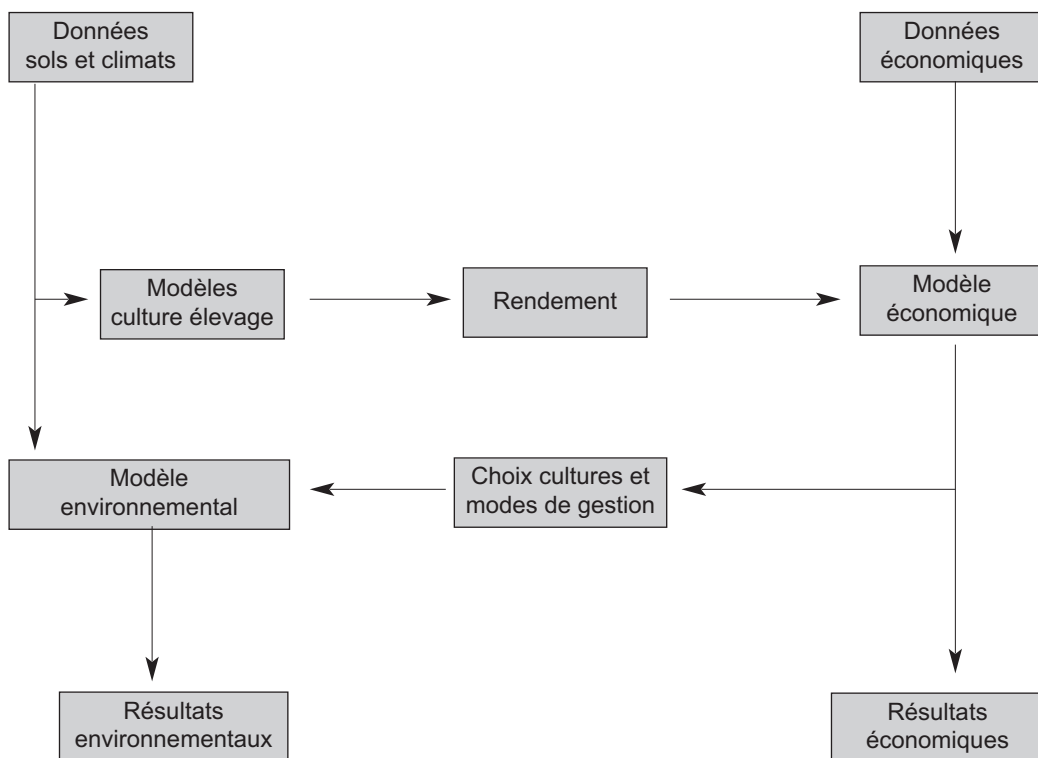 Données
sols et climats
Données
économiques
Modèles
culture élevage
Rendement
Modèle
économique
Modèle
environnemental
Choix cultures et
modes de gestion
Résultats
environnementaux
Résultats
économiques